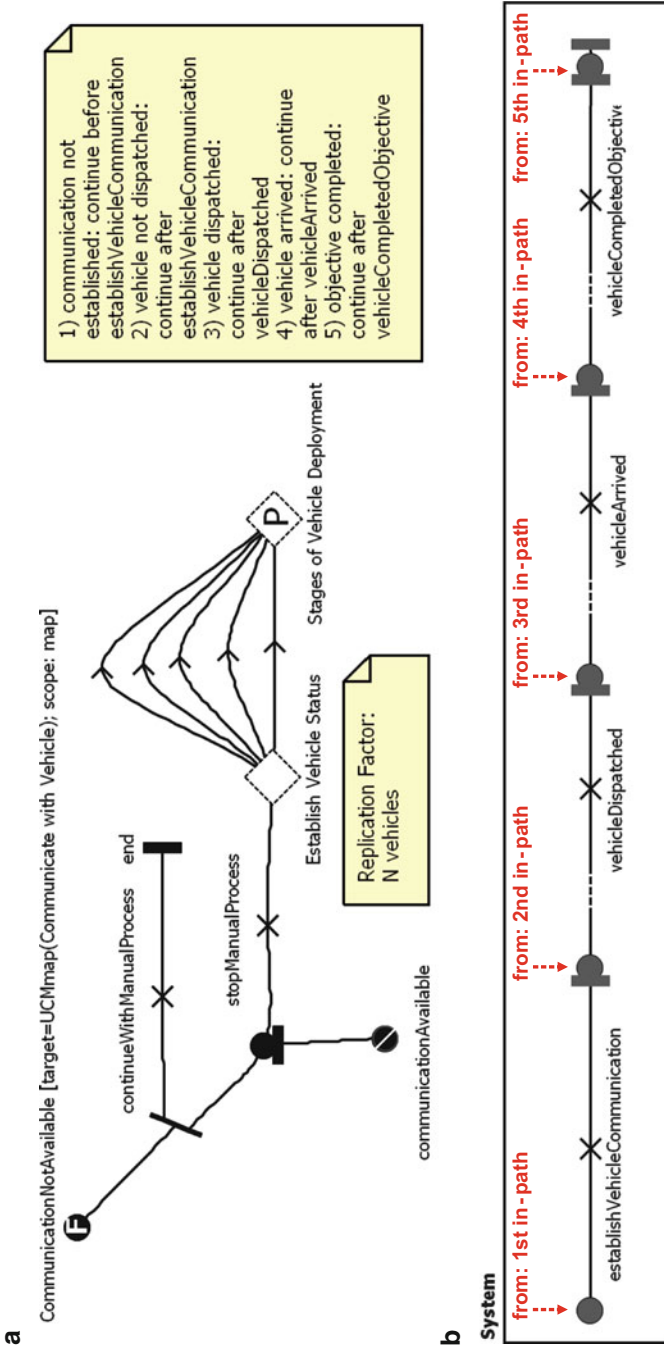 a
CommunicationNotAvailable [target=UCMmap(Communicate with Vehicle); scope: map]
F
continueWithManualProcess
end
stopManualProcess
communicationAvailable
Establish Vehicle Status
P
Stages of Vehicle Deployment
Replication Factor:
N vehicles
1) communication not
established: continue before
establishVehicleCommunication
2) vehicle not dispatched:
continue after
establishVehicleCommunication
3) vehicle dispatched:
continue after
vehicleDispatched
4) vehicle arrived: continue
after vehicleArrived
5) objective completed:
continue after
vehicleCompletedObjective
b
System
from: 1st in-path
from: 2nd in-path
from: 3rd in-path
from: 4th in-path
from: 5th in-path
establishVehicleCommunication
vehicleDispatched
vehicleArrived
vehicleCompletedObjective